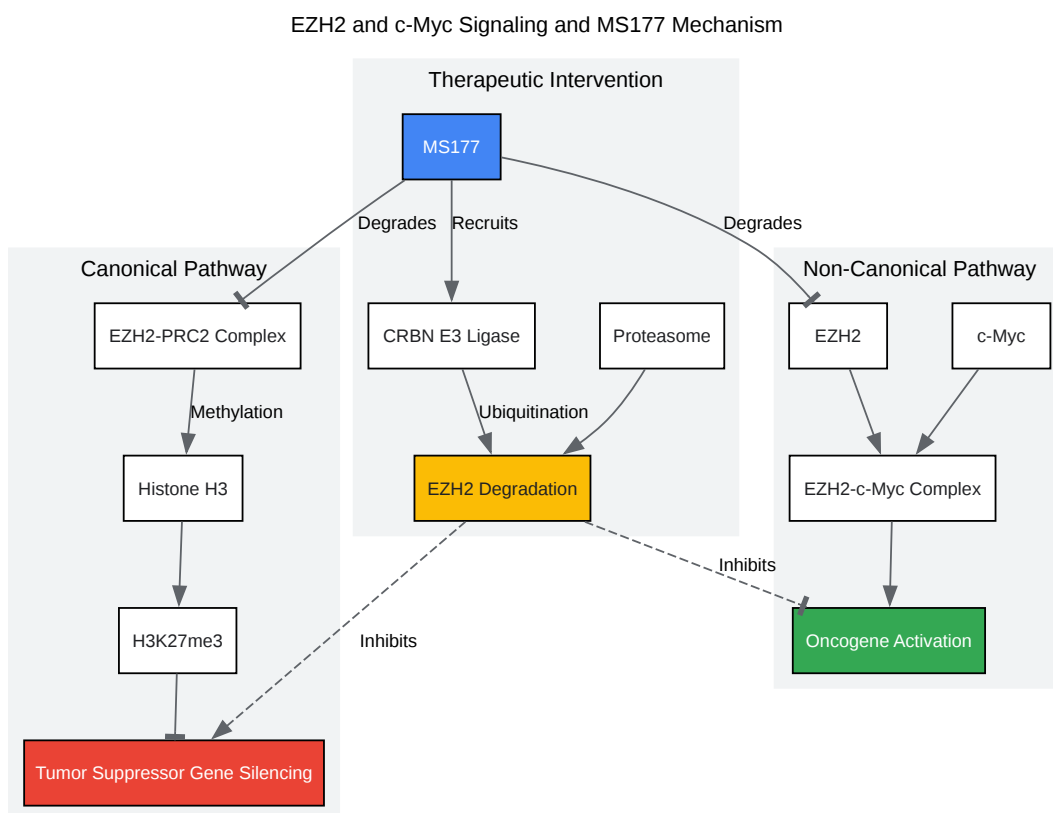 EZH2 and c-Myc Signaling and MS177 Mechanism
Therapeutic Intervention
MS177
Degrades
Recruits
Degrades
Canonical Pathway
Non-Canonical Pathway
EZH2-PRC2 Complex
CRBN E3 Ligase
Proteasome
EZH2
c-Myc
Methylation
Ubiquitination
Histone H3
EZH2 Degradation
EZH2-c-Myc Complex
Inhibits
H3K27me3
Inhibits
Oncogene Activation
Tumor Suppressor Gene Silencing